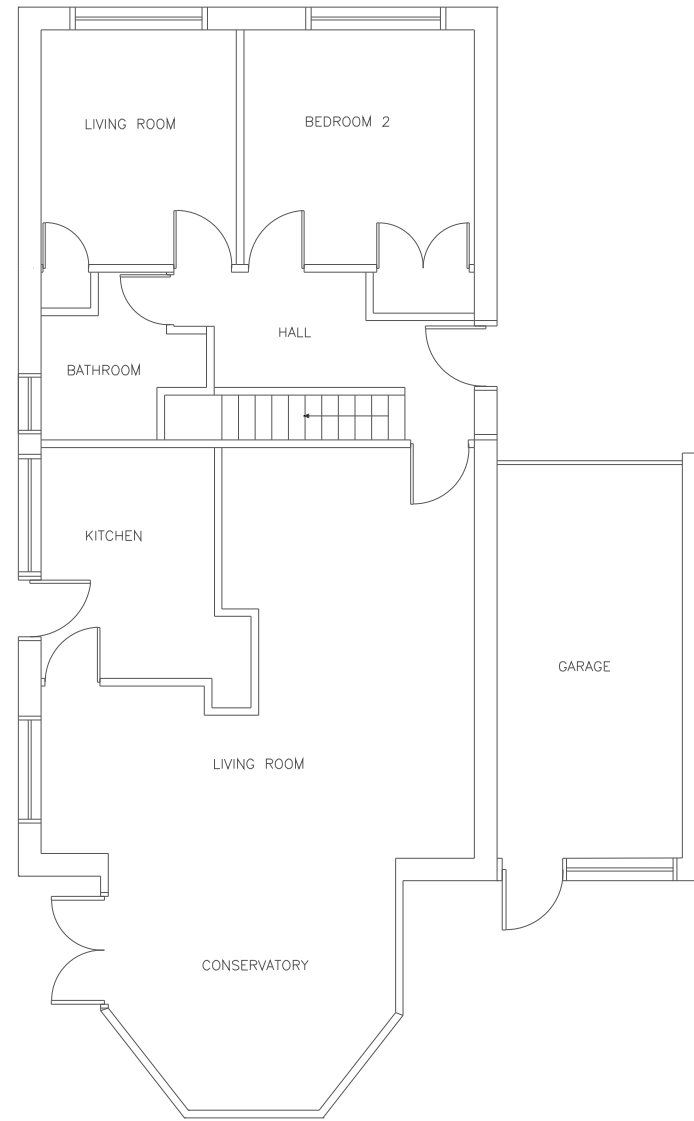 LIVING ROOM
BEDROOM 2
HALL
BATHROOM
KITCHEN
GARAGE
LIVING ROOM
CONSERVATORY